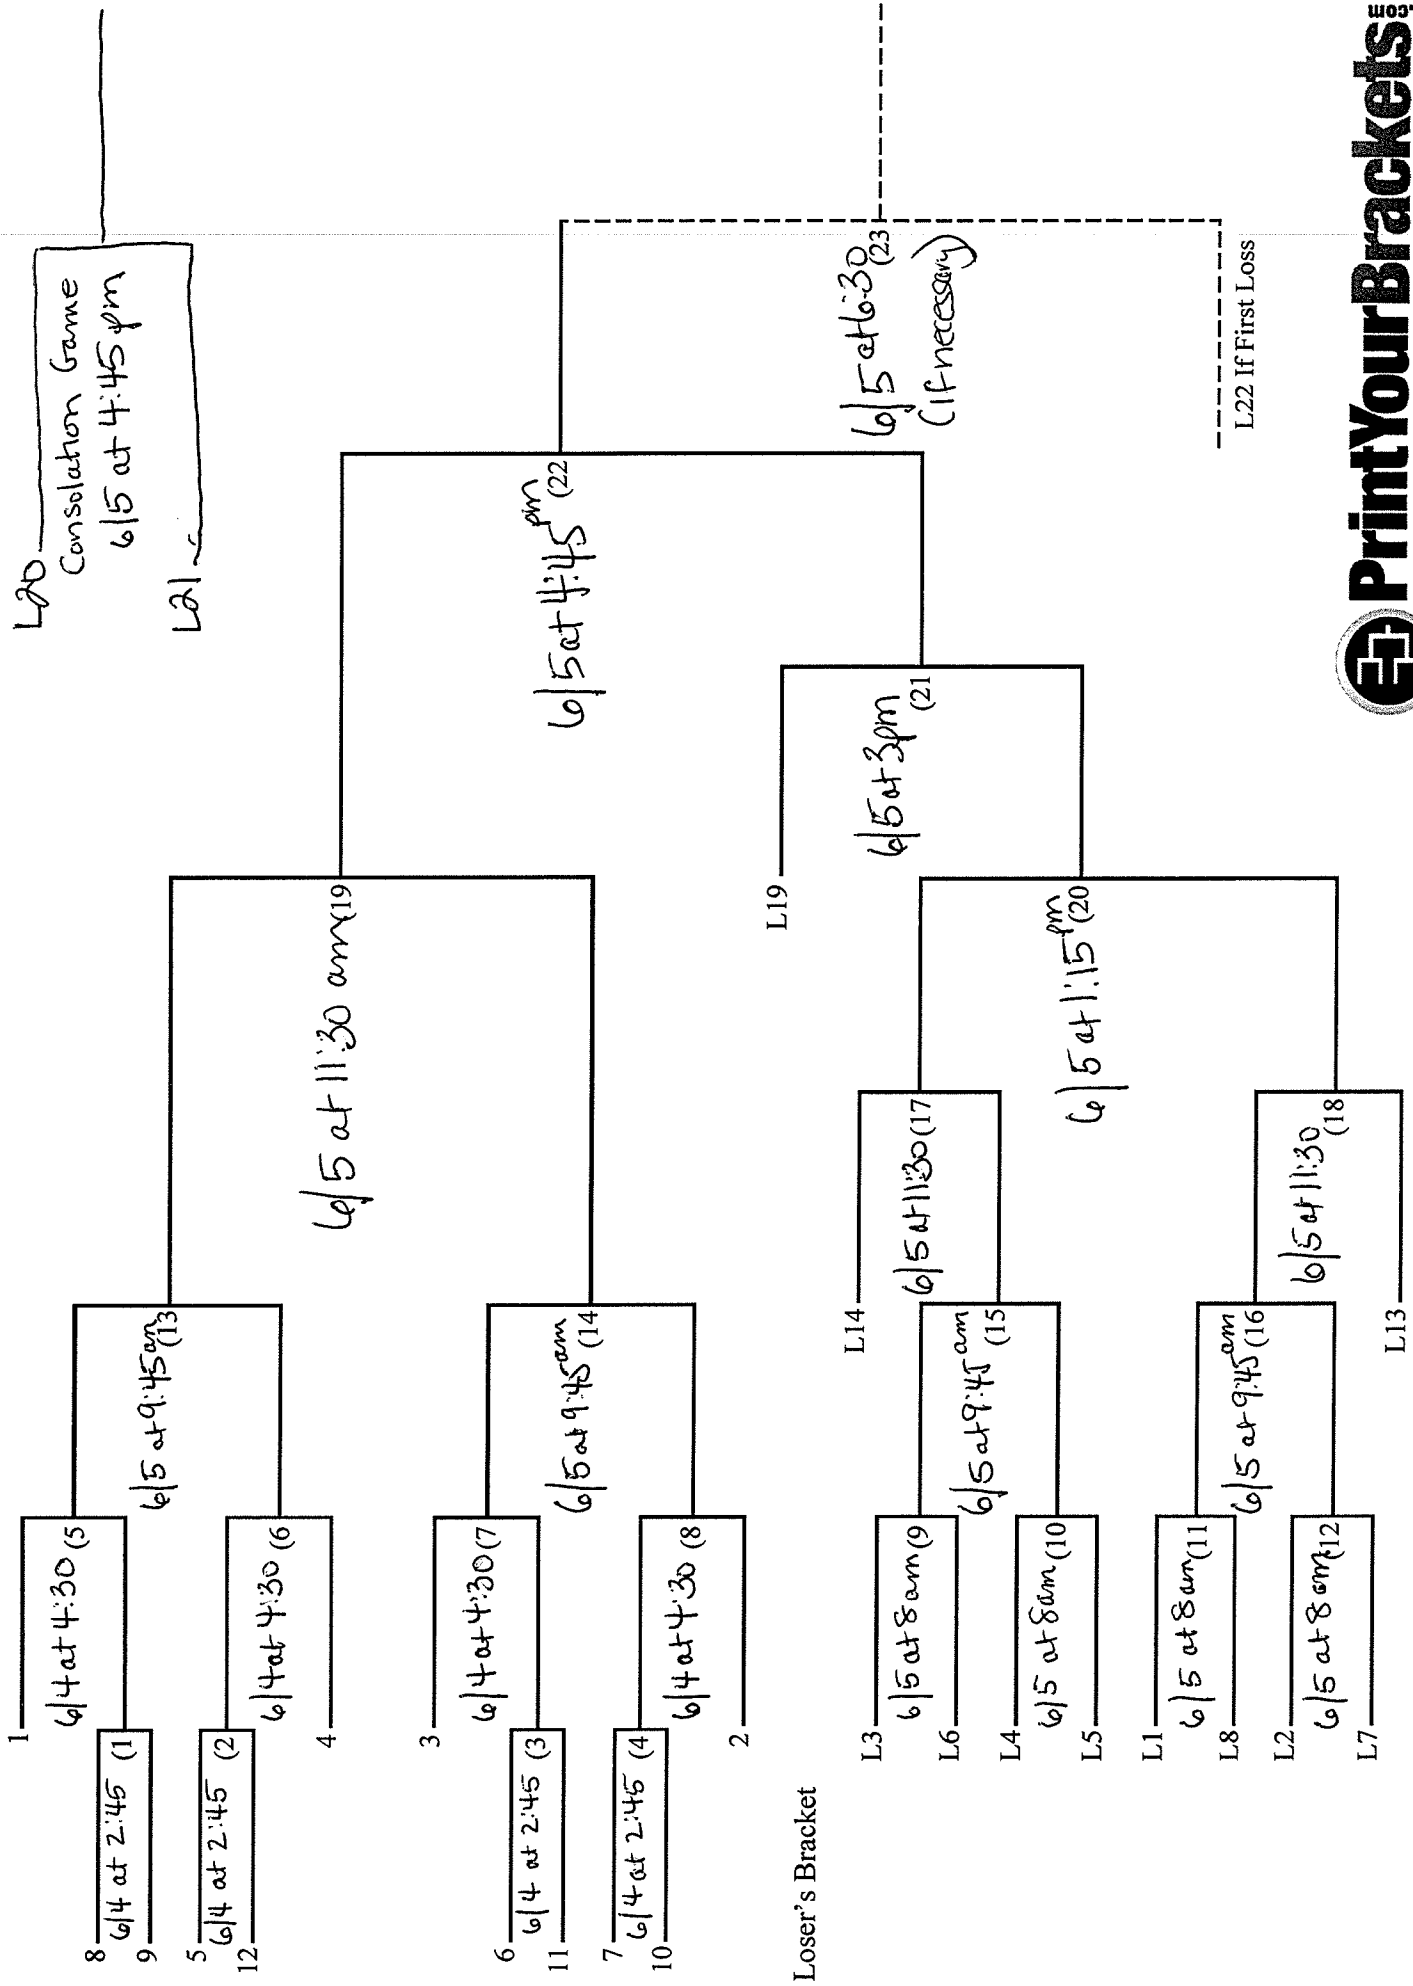 L20
Consolation Game
6/5 at 4:45 pm
L21
1
6/4 at 4:30 (5
8
6/4 at 2:45 (1
9
6/5 at 9:45 am
(13
5
6/4 at 2:45 (2
12
6/4 at 4:30 (6
4
6/5 at 11:30 am (19
3
6/4 at 4:30 (7
6
6/4 at 2:45 (3
11
6/5 at 9:45 am
(14
7
6/4 at 2:45 (4
10
6/4 at 4:30 (8
2
6/5 at 4:45 pm
(22
6/5 at 6:30
(23
(If necessary)
L22 If First Loss
Loser's Bracket
L19
6/5 at 3pm
(21
L14
6/5 at 11:30 (17
L3
6/5 at 8am (9
L6
6/5 at 9:45 am
(15
L4
6/5 at 8am (10
L5
6/5 at 1:15 pm
(20
L1
6/5 at 8am (11
L8
6/5 at 9:45 am
(16
L2
6/5 at 8am (12
L7
6/5 at 11:30
(18
L13
PrintYourBrackets.com